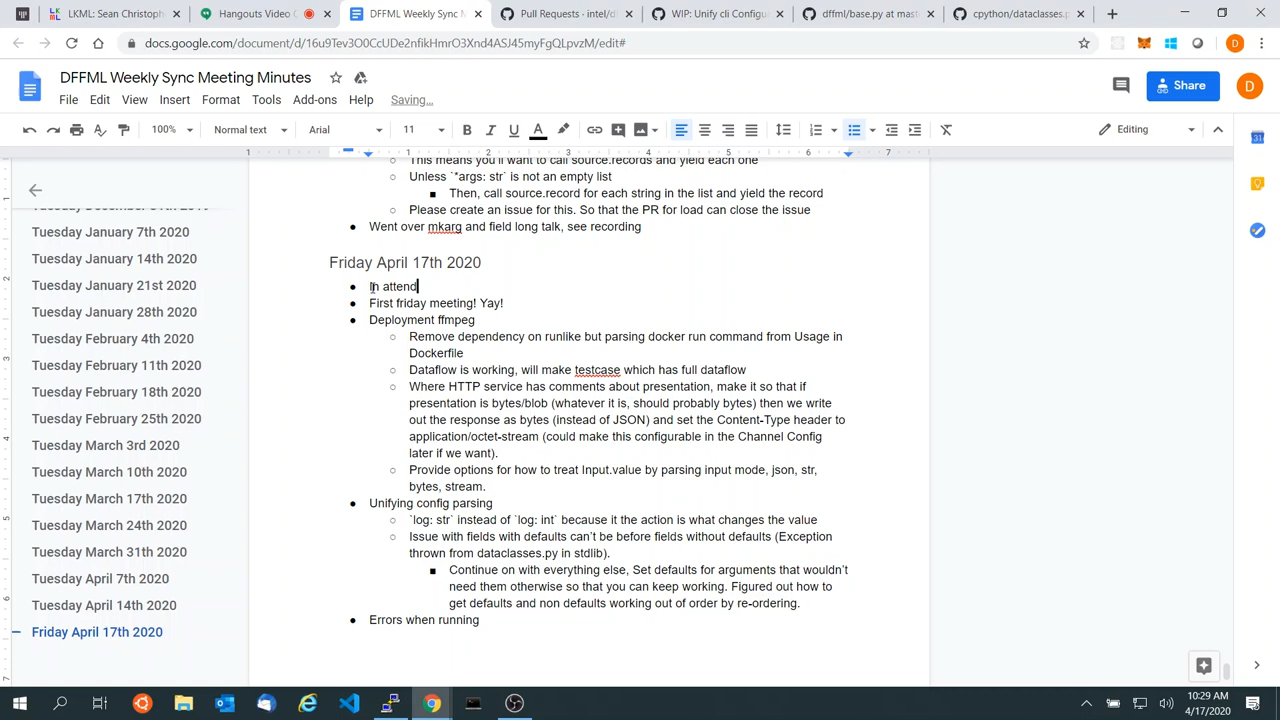 LKML: Sean Christoph
Hangouts Video C
DFFML Weekly Sync M
Pull Requests · intel/d
WIP: Unify cli Configur
dffml/base.py at mast
cpython/dataclasses.p
docs.google.com/document/d/16u9Tev3O0CcUDe2nfikHmrO3Xnd4ASJ45myFgQLpvzM/edit#
D
DFFML Weekly Sync Meeting Minutes
File Edit View Insert Format Tools Add-ons Help Saving...
Share
D
100% Normal text Arial 11 B I U A Editing
1 1 2 3 4 5 6 7
This means you'll want to call source.records and yield each one
Unless `*args: str` is not an empty list
Then, call source.record for each string in the list and yield the record
Please create an issue for this. So that the PR for load can close the issue
Went over mkarg and field long talk, see recording
Friday April 17th 2020
In attend
First friday meeting! Yay!
Deployment ffmpeg
Remove dependency on runlike but parsing docker run command from Usage in
Dockerfile
Dataflow is working, will make testcase which has full dataflow
Where HTTP service has comments about presentation, make it so that if
presentation is bytes/blob (whatever it is, should probably bytes) then we write
out the response as bytes (instead of JSON) and set the Content-Type header to
application/octet-stream (could make this configurable in the Channel Config
later if we want).
Provide options for how to treat Input.value by parsing input mode, json, str,
bytes, stream.
Unifying config parsing
`log: str` instead of `log: int` because it the action is what changes the value
Issue with fields with defaults can't be before fields without defaults (Exception
thrown from dataclasses.py in stdlib).
Continue on with everything else, Set defaults for arguments that wouldn't
need them otherwise so that you can keep working. Figured out how to
get defaults and non defaults working out of order by re-ordering.
Errors when running
Tuesday January 7th 2020
Tuesday January 14th 2020
Tuesday January 21st 2020
Tuesday January 28th 2020
Tuesday February 4th 2020
Tuesday February 11th 2020
Tuesday February 18th 2020
Tuesday February 25th 2020
Tuesday March 3rd 2020
Tuesday March 10th 2020
Tuesday March 17th 2020
Tuesday March 24th 2020
Tuesday March 31th 2020
Tuesday April 7th 2020
Tuesday April 14th 2020
Friday April 17th 2020
10:29 AM
4/17/2020